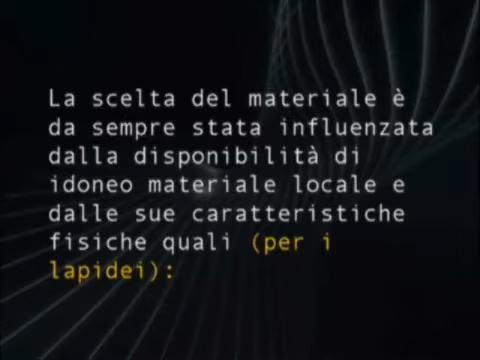 La scelta del materiale è
da sempre stata influenzata
dalla disponibilità di
idoneo materiale locale e
dalle sue caratteristiche
fisiche quali (per i
lapidei):